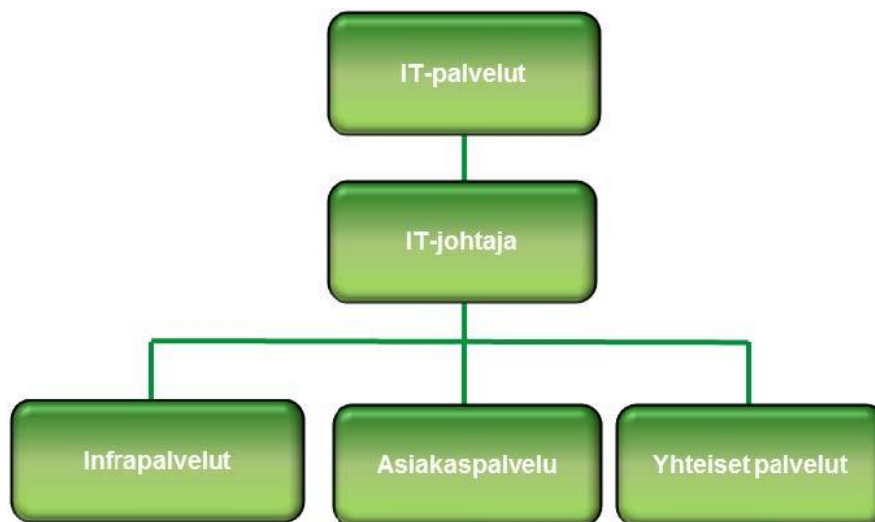 IT-palvelut
IT-johtaja
Infrapalvelut
Asiakaspalvelu
Yhteiset palvelut